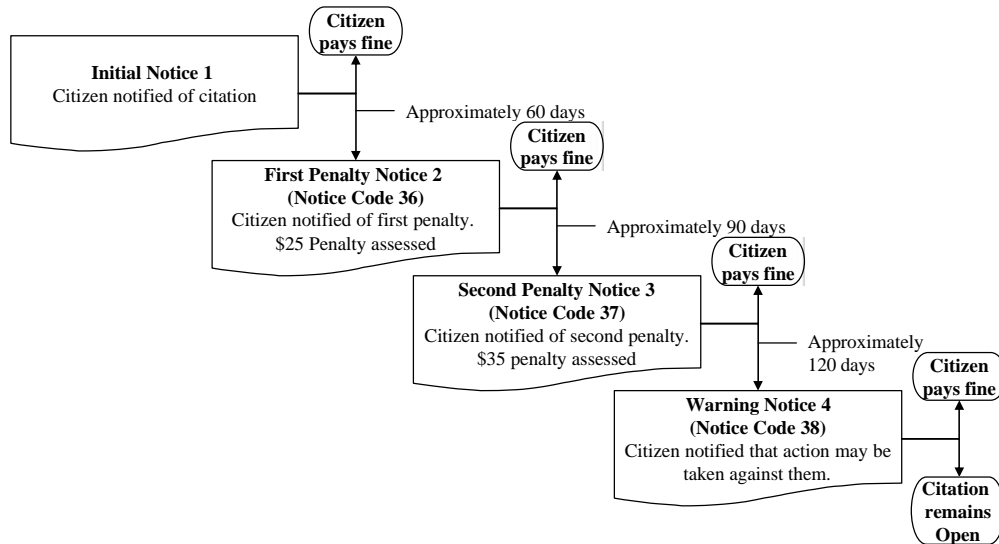 Citizen
pays fine
Initial Notice 1
Citizen notified of citation
Approximately 60 days
Citizen
pays fine
First Penalty Notice 2
(Notice Code 36)
Citizen notified of first penalty.
$25 Penalty assessed
Approximately 90 days
Citizen
pays fine
Second Penalty Notice 3
(Notice Code 37)
Citizen notified of second penalty.
$35 penalty assessed
Approximately
120 days
Citizen
pays fine
Warning Notice 4
(Notice Code 38)
Citizen notified that action may be
taken against them.
Citation
remains
Open